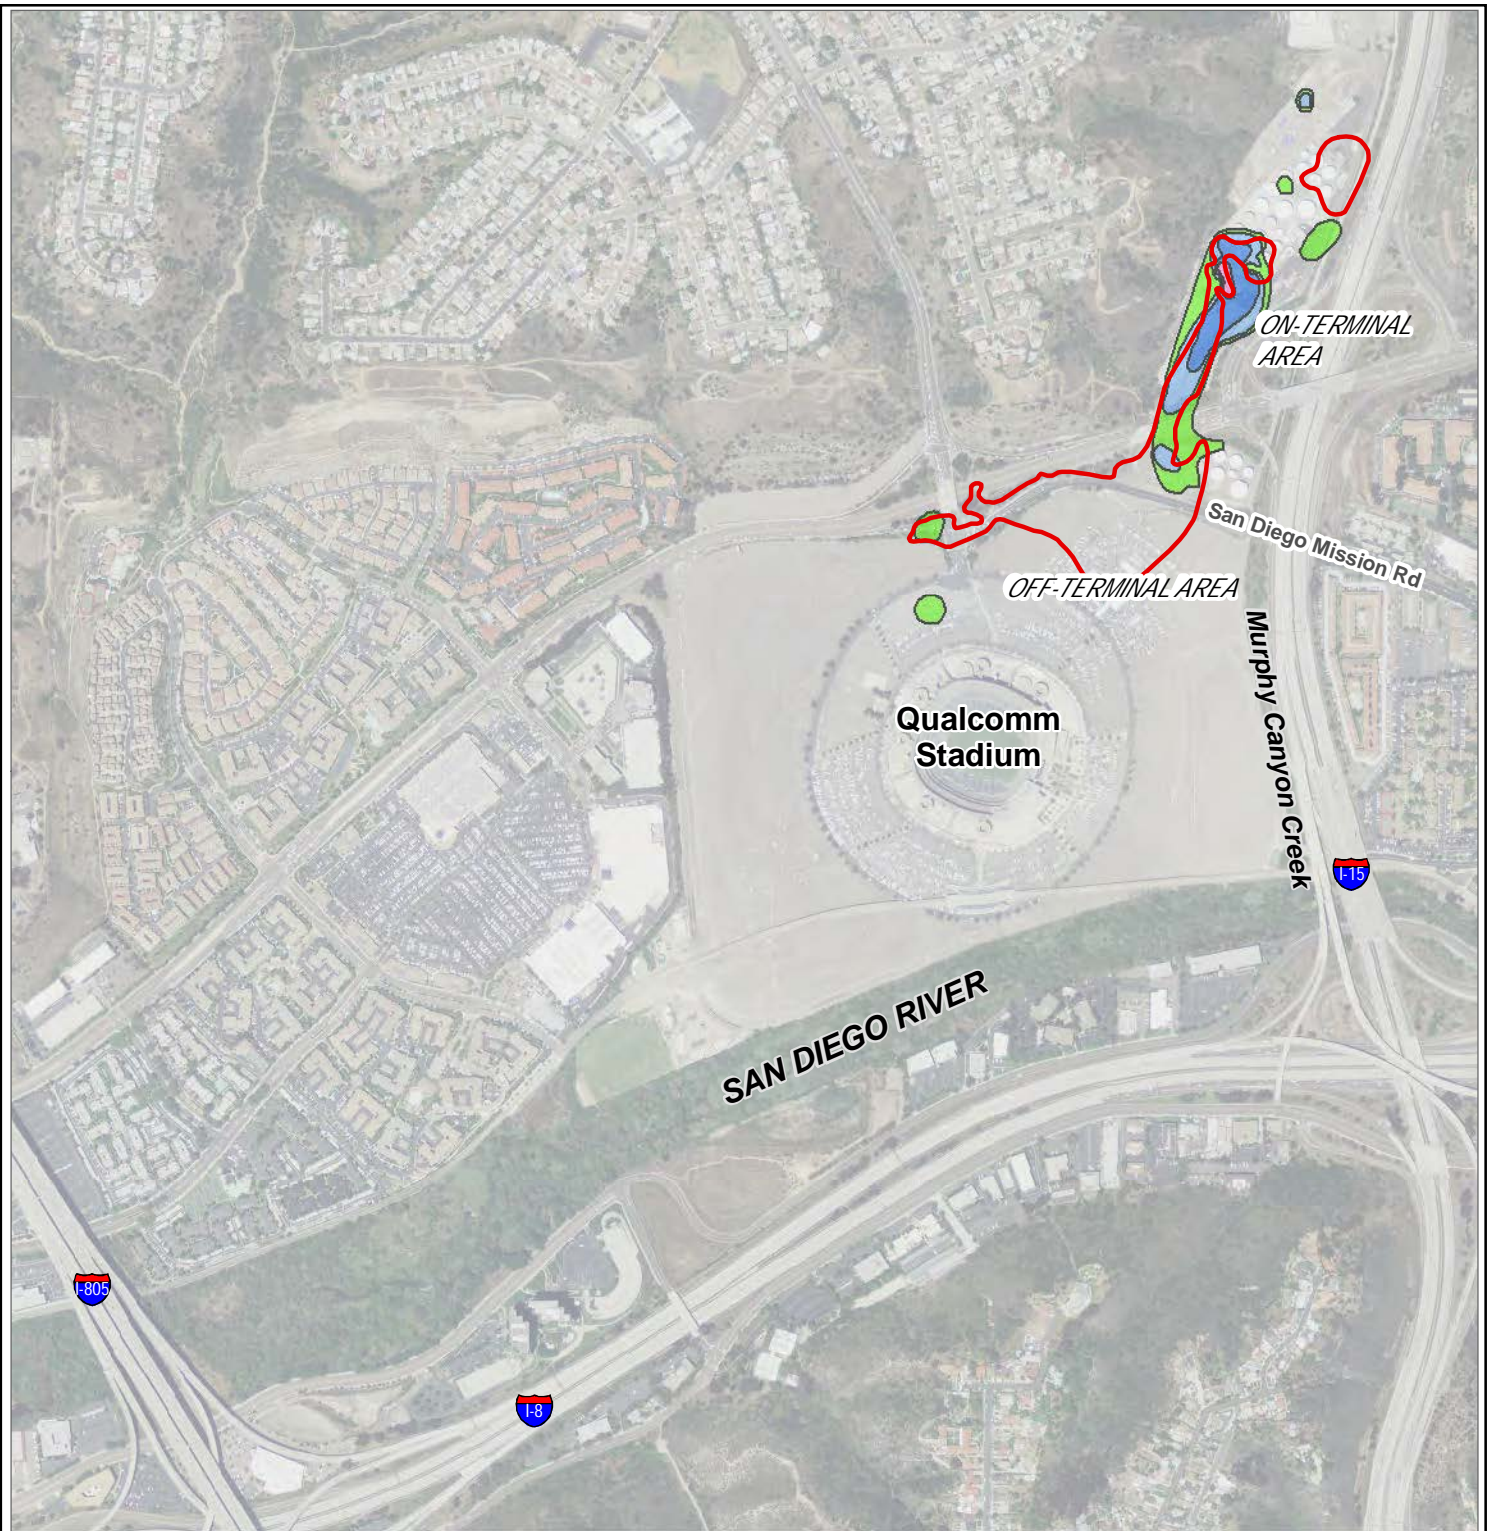 ON-TERMINAL
AREA
San Diego Mission Rd
OFF-TERMINAL AREA
Murphy Canyon Creek
Qualcomm
Stadium
I-15
SAN DIEGO RIVER
I-805
I-8